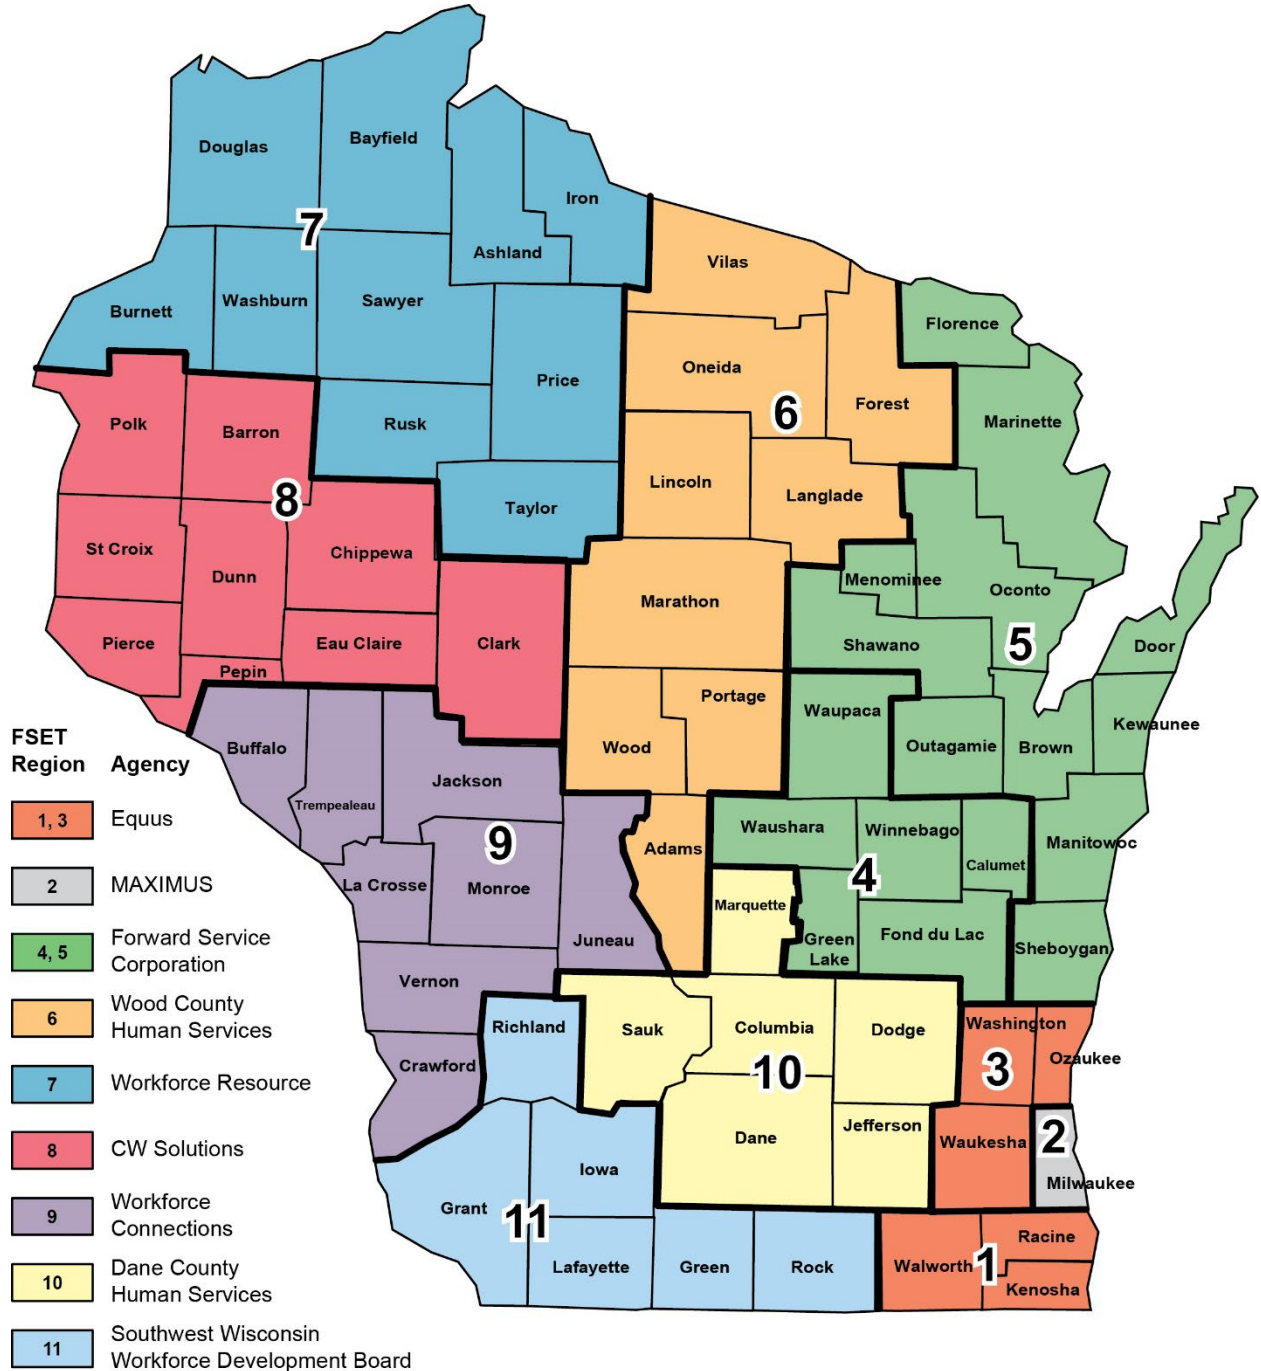 Douglas
Bayfield
Iron
7
Ashland
Vilas
Burnett
Washburn
Sawyer
Florence
Price
Oneida
Forest
6
Polk
Barron
Rusk
Marinette
8
Lincoln
Langlade
Taylor
St Croix
Chippewa
Dunn
Menominee
Oconto
Marathon
Pierce
Eau Claire
Clark
Shawano
5
Door
Pepin
Portage
Waupaca
Kewaunee
Buffalo
Wood
Outagamie
Brown
Jackson
Trempealeau
9
Adams
Waushara
Winnebago
Manitowoc
Calumet
4
La Crosse
Monroe
Marquette
Juneau
Green
Lake
Fond du Lac
Sheboygan
Vernon
Richland
Sauk
Columbia
Dodge
Washington
Crawford
10
3
Ozaukee
Dane
Jefferson
Waukesha
2
Milwaukee
Iowa
Grant
11
Lafayette
Green
Rock
Walworth
1
Racine
Kenosha
FSET
Region Agency
1, 3 Equus
2 MAXIMUS
4, 5 Forward Service
Corporation
6 Wood County
Human Services
7 Workforce Resource
8 CW Solutions
9 Workforce
Connections
10 Dane County
Human Services
11 Southwest Wisconsin
Workforce Development Board